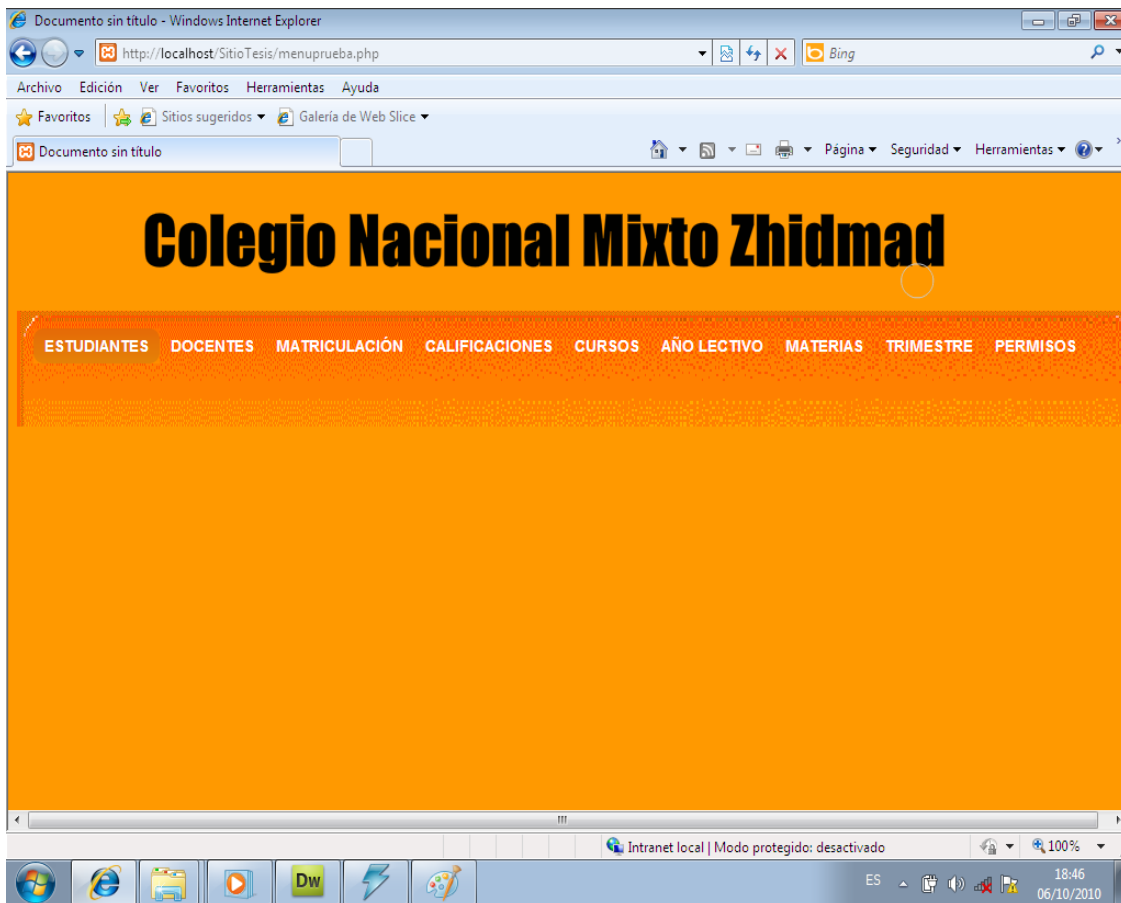 Documento sin título - Windows Internet Explorer
http://localhost/SitioTesis/menuprueba.php
Bing
Archivo Edición Ver Favoritos Herramientas Ayuda
Favoritos Sitios sugeridos Galería de Web Slice
Documento sin título Página Seguridad Herramientas
Colegio Nacional Mixto Zhidmad
ESTUDIANTES DOCENTES MATRICULACIÓN CALIFICACIONES CURSOS AÑO LECTIVO MATERIAS TRIMESTRE PERMISOS
Intranet local | Modo protegido: desactivado 100%
Dw ES 18:46
06/10/2010